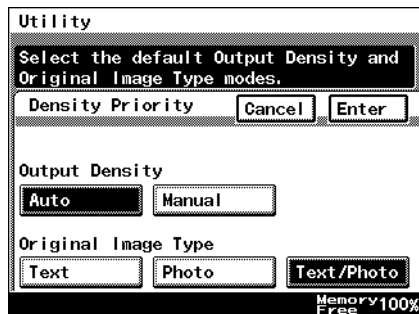 Utility
Select the default Output Density and
Original Image Type modes.
Density Priority Cancel Enter
Output Density
Auto Manual
Original Image Type
Text Photo Text/Photo
Memory
Free 100%